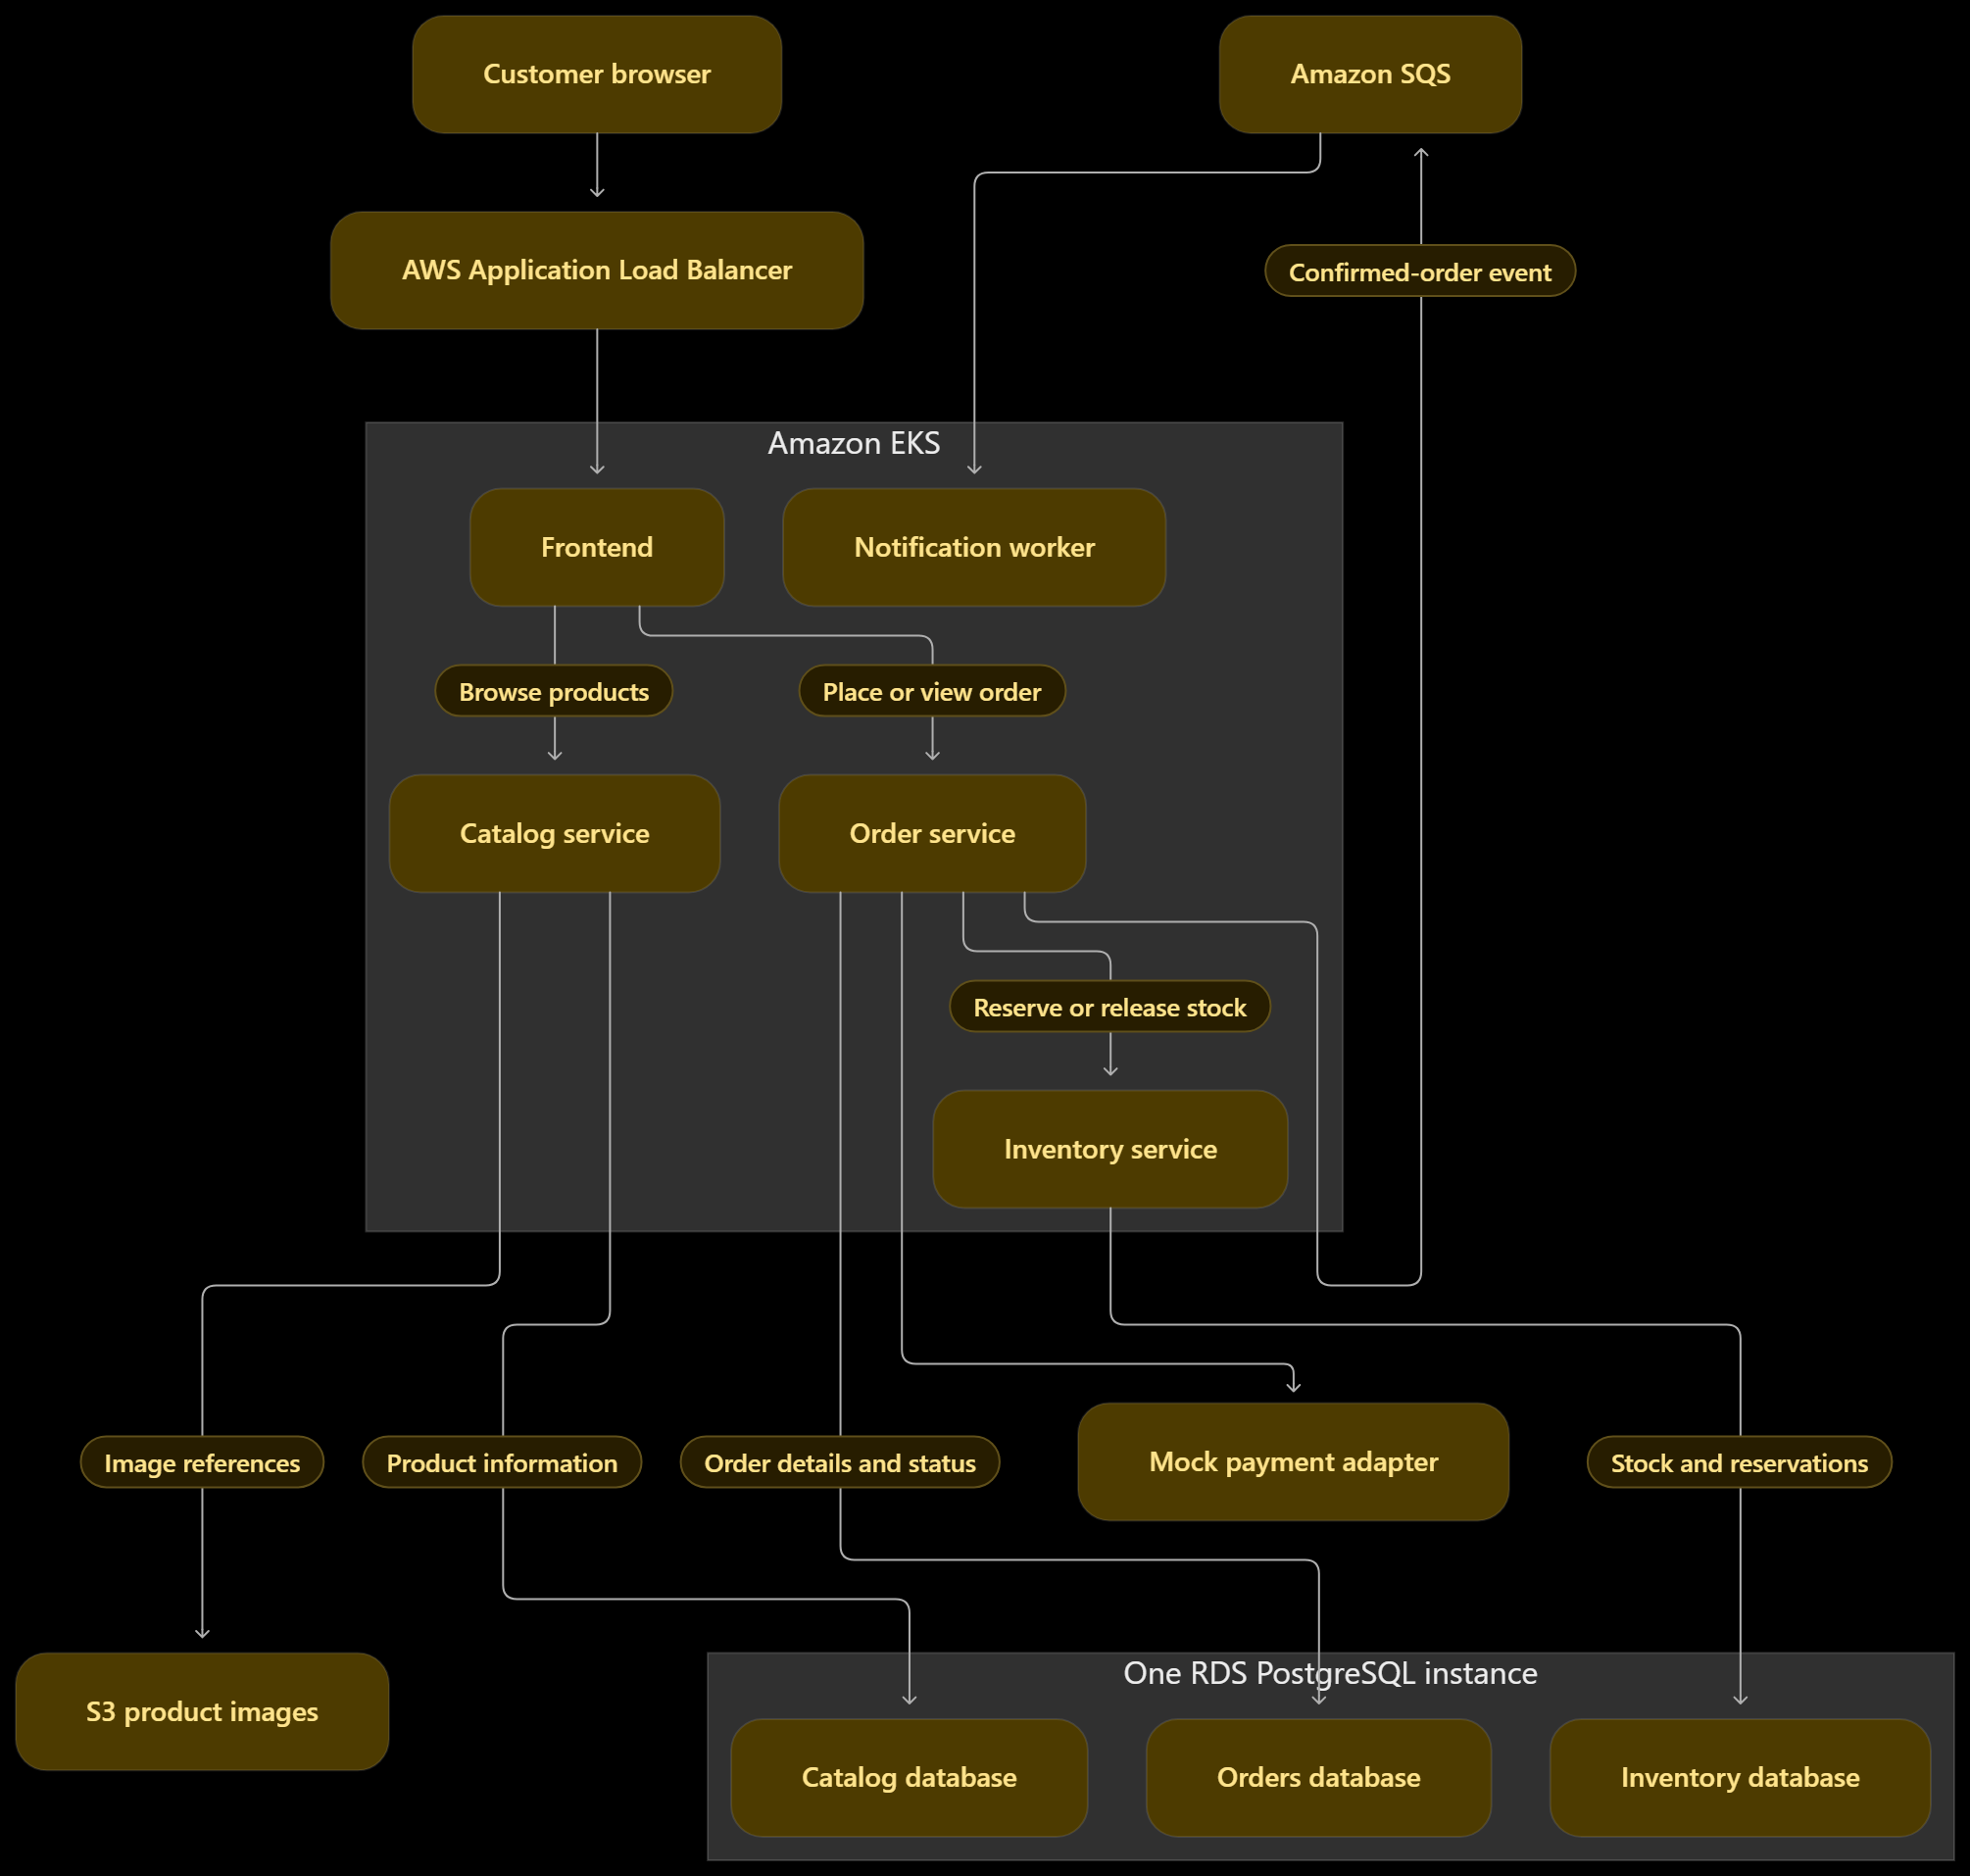 Customer browser
Amazon SQS
AWS Application Load Balancer
Confirmed-order event
Amazon EKS
Frontend
Notification worker
Browse products
Place or view order
Catalog service
Order service
Reserve or release stock
Inventory service
Image references
Product information
Order details and status
Mock payment adapter
Stock and reservations
One RDS PostgreSQL instance
S3 product images
Catalog database
Orders database
Inventory database